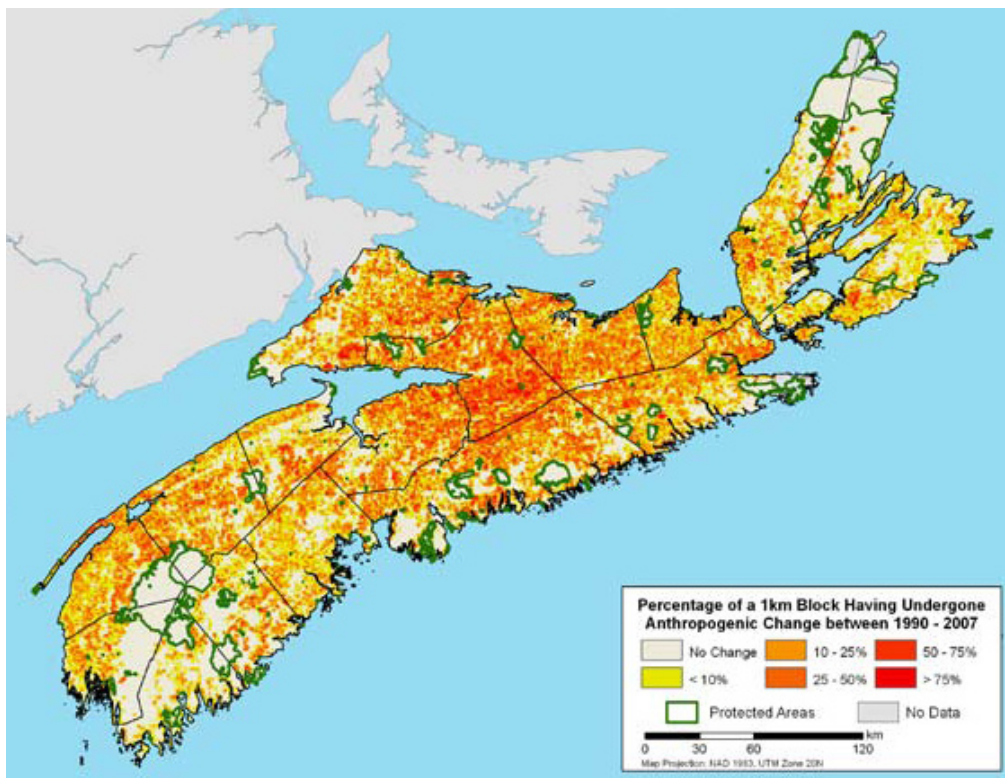 Percentage of a 1km Block Having Undergone
Anthropogenic Change between 1990 - 2007
No Change 10 - 25% 50 - 75%
< 10% 25 - 50% > 75%
Protected Areas No Data
km
0 30 60 120
Map Projection: NAD 1983, UTM Zone 20N